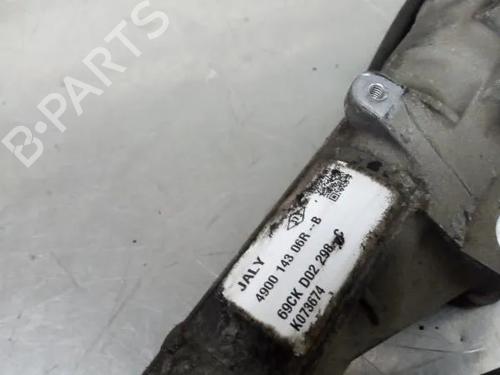 B-PARTS
JALY
4900 143 06R--B
69CK D02 298--C
K073674